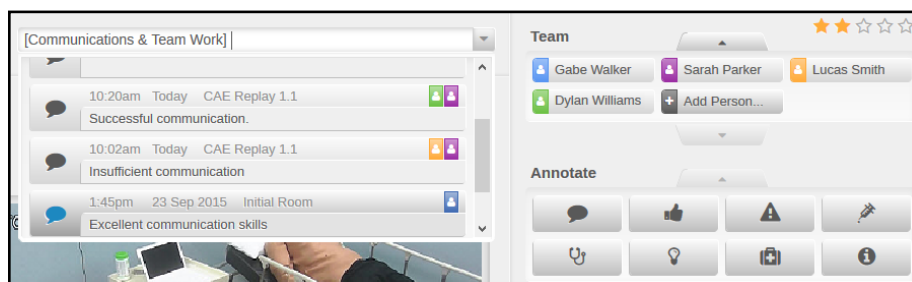 [Communications & Team Work]
10:20am Today CAE Replay 1.1
Successful communication.
10:02am Today CAE Replay 1.1
Insufficient communication
1:45pm 23 Sep 2015 Initial Room
Excellent communication skills
Team
Gabe Walker Sarah Parker Lucas Smith
Dylan Williams Add Person...
Annotate